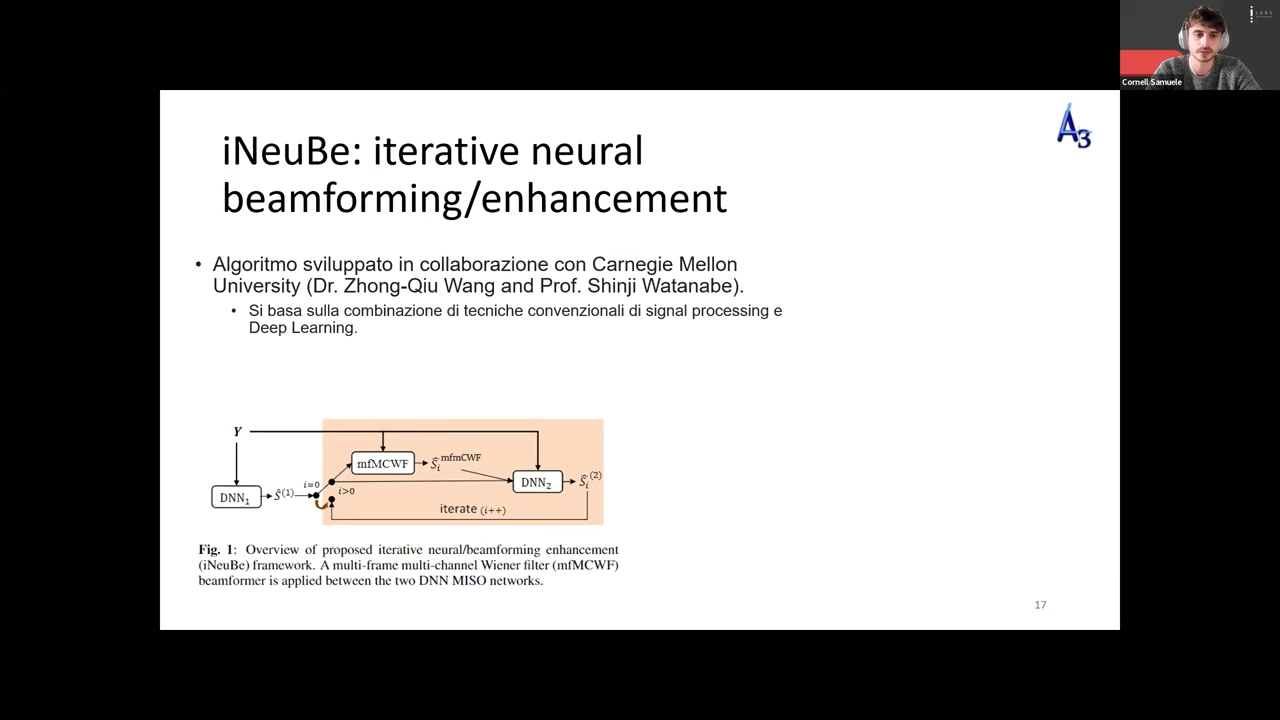 LABS
Cornell Samuele
A3
iNeuBe: iterative neural
beamforming/enhancement
• Algoritmo sviluppato in collaborazione con Carnegie Mellon
University (Dr. Zhong-Qiu Wang and Prof. Shinji Watanabe).
• Si basa sulla combinazione di tecniche convenzionali di signal processing e
Deep Learning.
Y
mfMCWF
Ŝᵢ^mfmCWF
DNN₁
Ŝ⁽¹⁾
i=0
i>0
DNN₂
Ŝᵢ⁽²⁾
iterate (i++)
Fig. 1: Overview of proposed iterative neural/beamforming enhancement
(iNeuBe) framework. A multi-frame multi-channel Wiener filter (mfMCWF)
beamformer is applied between the two DNN MISO networks.
17